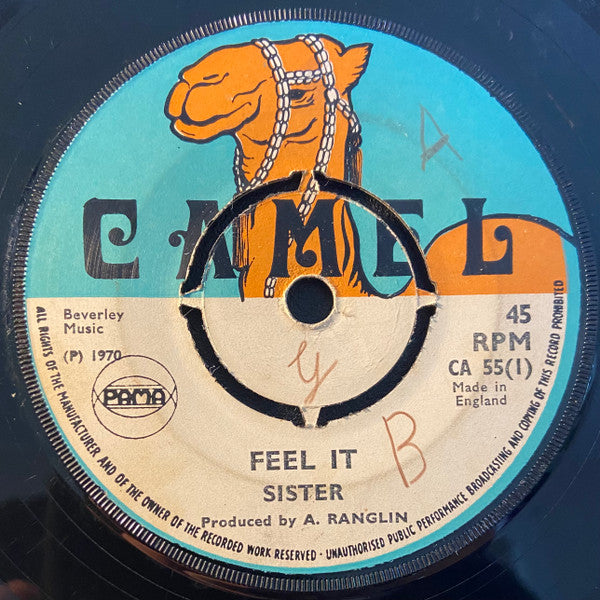 A
CAMEL
Beverley
Music
(P) 1970
PAMA
45
RPM
CA 55(1)
Made in
England
y
B
FEEL IT
SISTER
Produced by A. RANGLIN
ALL RIGHTS OF THE MANUFACTURER AND OF THE OWNER OF THE RECORDED WORK RESERVED · UNAUTHORISED PUBLIC PERFORMANCE BROADCASTING AND COPYING OF THIS RECORD PROHIBITED